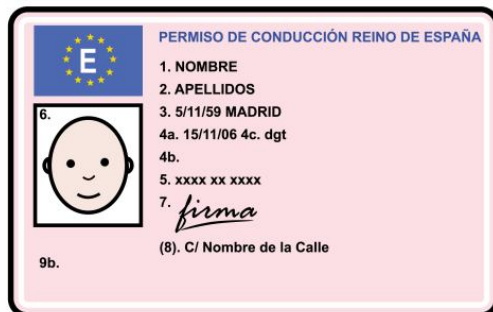 E
PERMISO DE CONDUCCIÓN REINO DE ESPAÑA
1. NOMBRE
2. APELLIDOS
3. 5/11/59 MADRID
4a. 15/11/06 4c. dgt
4b.
5. xxxx xx xxxx
6.
7. firma
(8). C/ Nombre de la Calle
9b.